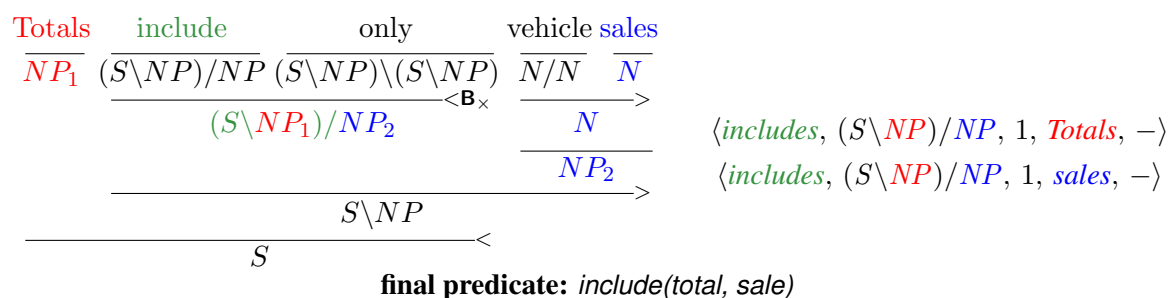 Totals include only vehicle sales
NP₁ (S\NP)/NP (S\NP)\(S\NP) N/N N
<B× >
(S\NP₁)/NP₂ N
⟨includes, (S\NP)/NP, 1, Totals, −⟩
NP₂
⟨includes, (S\NP)/NP, 1, sales, −⟩
>
S\NP
<
S
final predicate: include(total, sale)